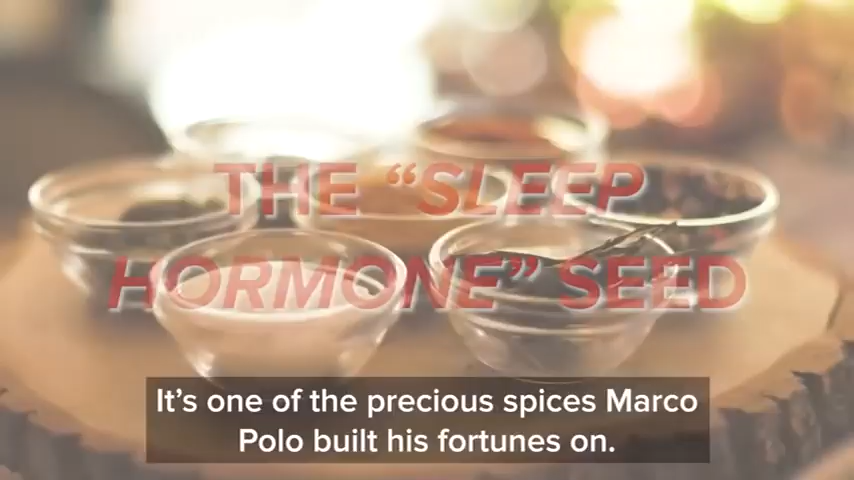 THE “SLEEP
HORMONE” SEED
It’s one of the precious spices Marco
Polo built his fortunes on.